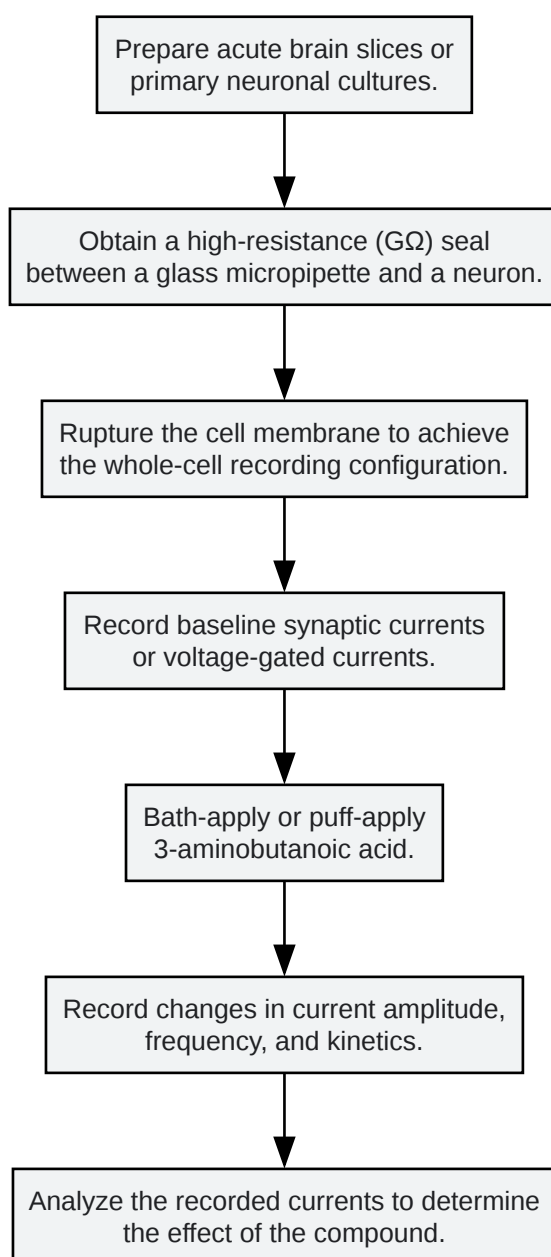 Prepare acute brain slices or
primary neuronal cultures.
Obtain a high-resistance (GΩ) seal
between a glass micropipette and a neuron.
Rupture the cell membrane to achieve
the whole-cell recording configuration.
Record baseline synaptic currents
or voltage-gated currents.
Bath-apply or puff-apply
3-aminobutanoic acid.
Record changes in current amplitude,
frequency, and kinetics.
Analyze the recorded currents to determine
the effect of the compound.